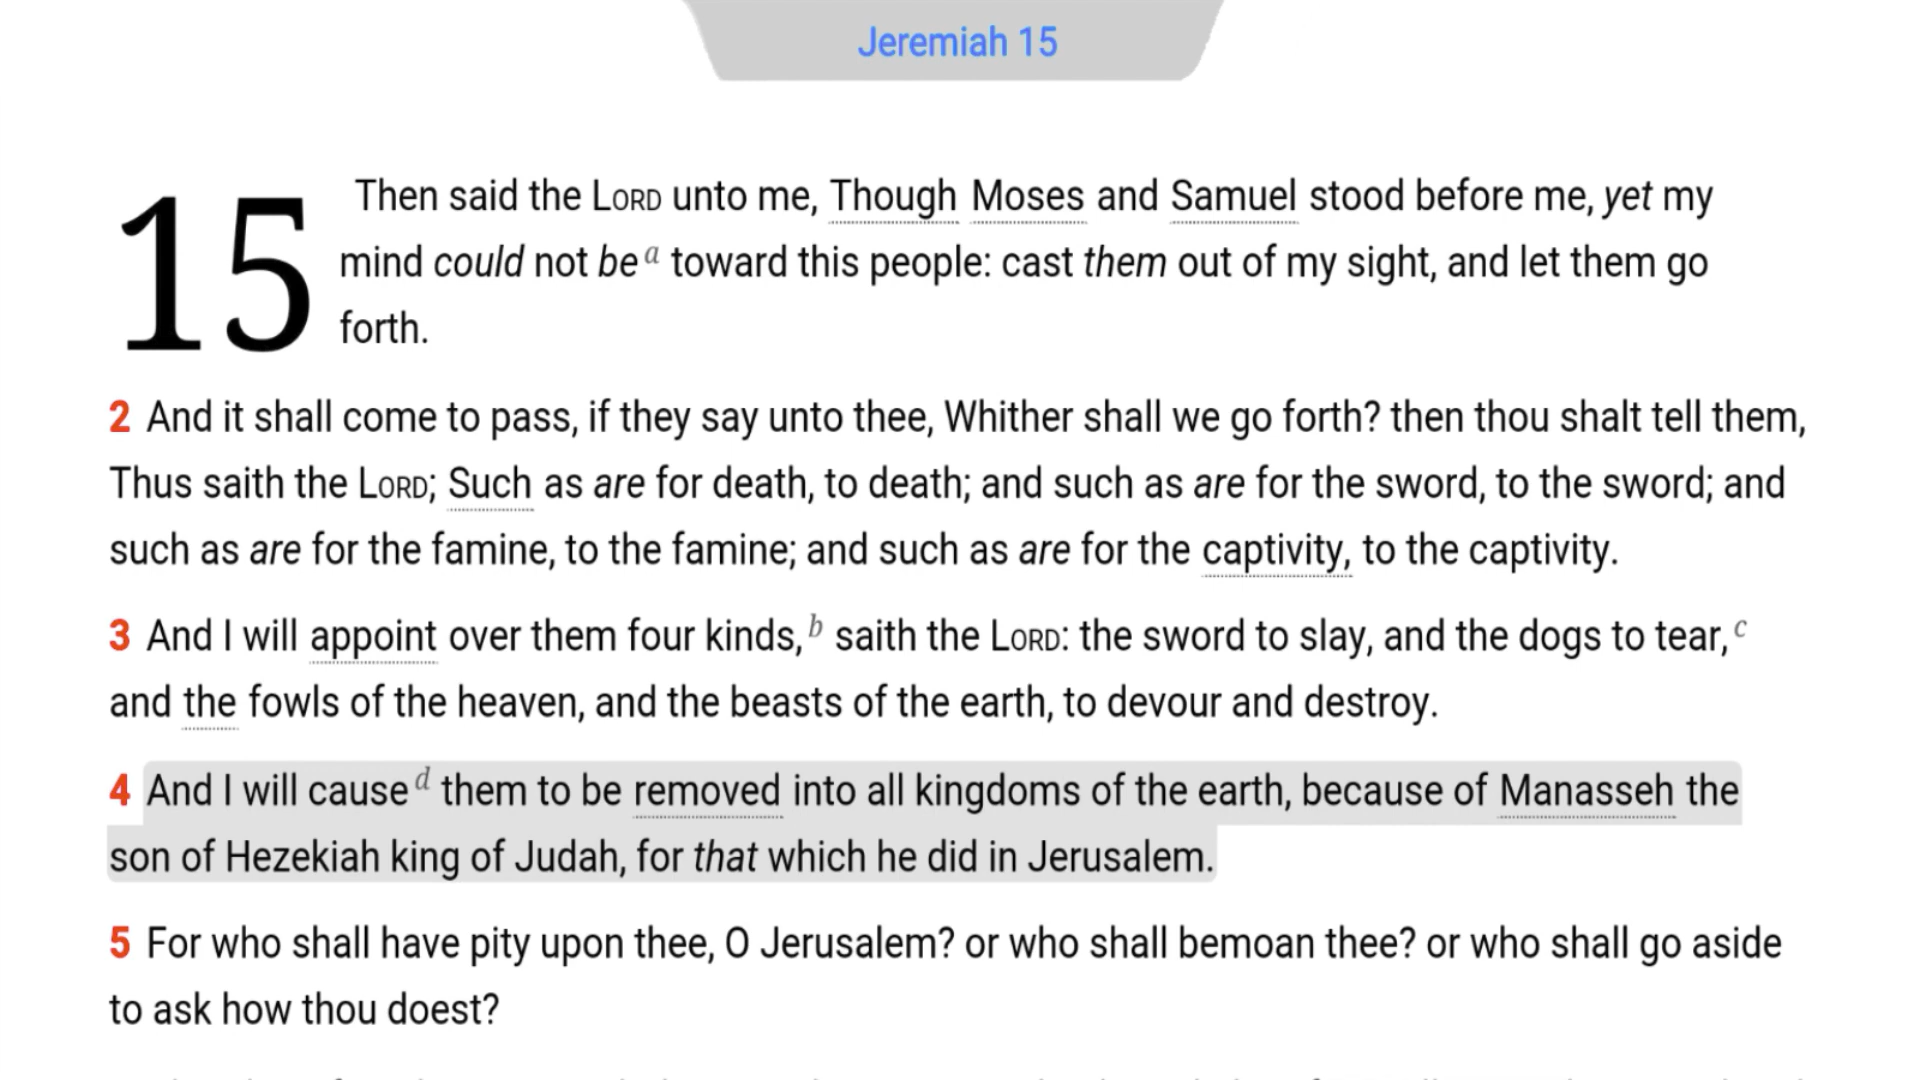 Jeremiah 15
15 Then said the LORD unto me, Though Moses and Samuel stood before me, yet my
mind could not be a toward this people: cast them out of my sight, and let them go
forth.
2 And it shall come to pass, if they say unto thee, Whither shall we go forth? then thou shalt tell them,
Thus saith the LORD; Such as are for death, to death; and such as are for the sword, to the sword; and
such as are for the famine, to the famine; and such as are for the captivity, to the captivity.
3 And I will appoint over them four kinds, b saith the LORD: the sword to slay, and the dogs to tear, c
and the fowls of the heaven, and the beasts of the earth, to devour and destroy.
4 And I will cause d them to be removed into all kingdoms of the earth, because of Manasseh the
son of Hezekiah king of Judah, for that which he did in Jerusalem.
5 For who shall have pity upon thee, O Jerusalem? or who shall bemoan thee? or who shall go aside
to ask how thou doest?